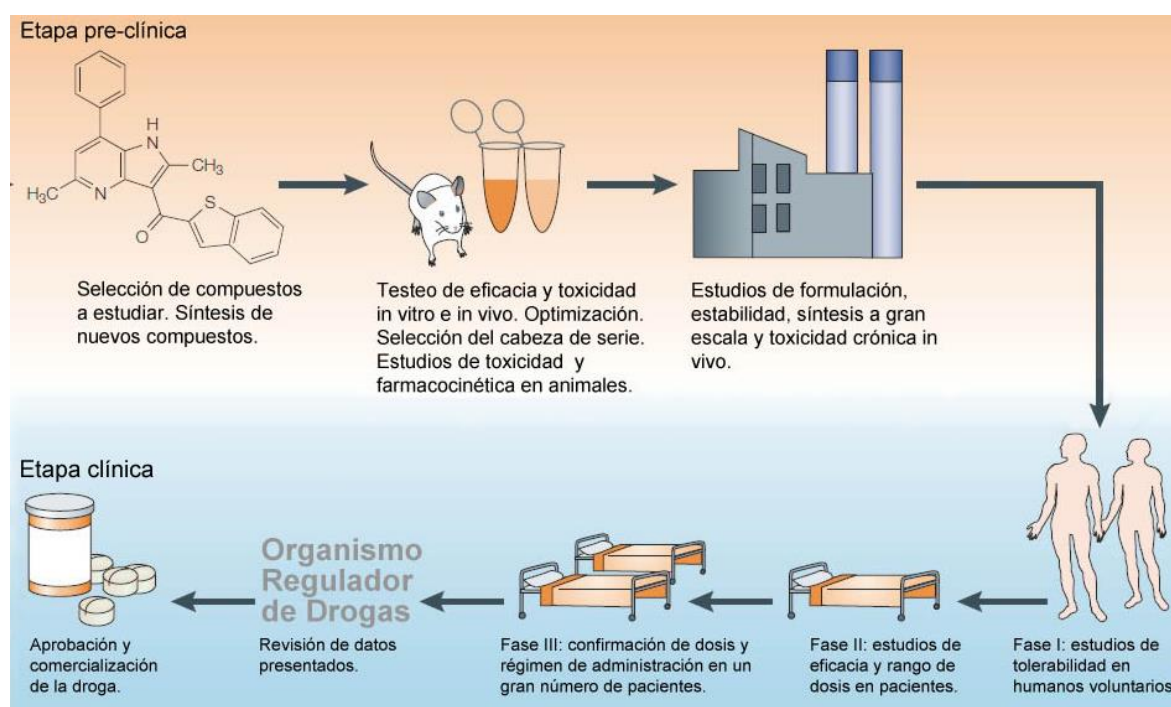 Etapa pre-clínica
H
N
CH₃
H₃C
N
S
O
Selección de compuestos
a estudiar. Síntesis de
nuevos compuestos.
Testeo de eficacia y toxicidad
in vitro e in vivo. Optimización.
Selección del cabeza de serie.
Estudios de toxicidad y
farmacocinética en animales.
Estudios de formulación,
estabilidad, síntesis a gran
escala y toxicidad crónica in
vivo.
Etapa clínica
Organismo
Regulador
de Drogas
Aprobación y
comercialización
de la droga.
Revisión de datos
presentados.
Fase III: confirmación de dosis y
régimen de administración en un
gran número de pacientes.
Fase II: estudios de
eficacia y rango de
dosis en pacientes.
Fase I: estudios de
tolerabilidad en
humanos voluntarios